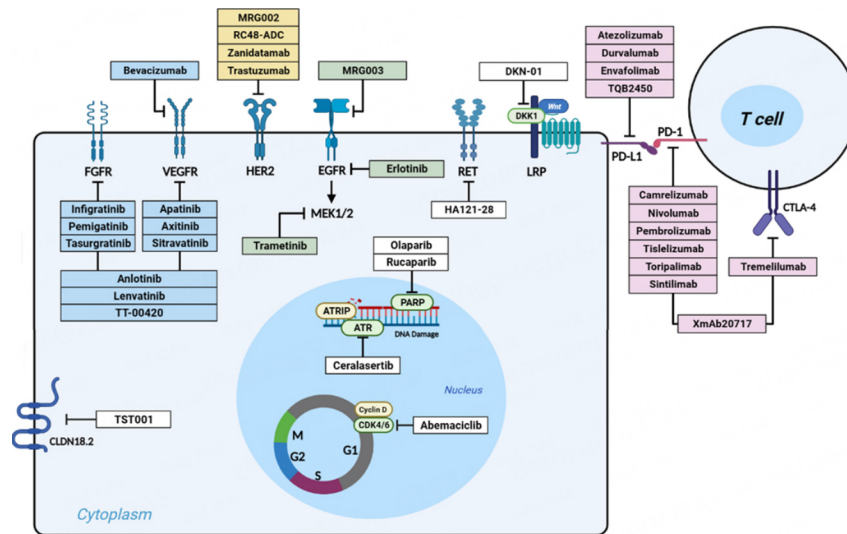 MRG002
RC48-ADC
Zanidatamab
Trastuzumab
Bevacizumab
MRG003
DKN-01
Atezolizumab
Durvalumab
Envafolimab
TQB2450
Wnt
DKK1
T cell
PD-1
PD-L1
FGFR
VEGFR
HER2
EGFR
Erlotinib
RET
LRP
CTLA-4
Infigratinib
Pemigatinib
Tasurgratinib
Apatinib
Axitinib
Sitravatinib
MEK1/2
HA121-28
Camrelizumab
Nivolumab
Pembrolizumab
Tislelizumab
Toripalimab
Sintilimab
Trametinib
Olaparib
Rucaparib
Tremelilumab
Anlotinib
Lenvatinib
TT-00420
ATRIP
PARP
ATR
DNA Damage
XmAb20717
Ceralasertib
Nucleus
TST001
CLDN18.2
Cyclin D
CDK4/6
Abemaciclib
M
G1
G2
S
Cytoplasm